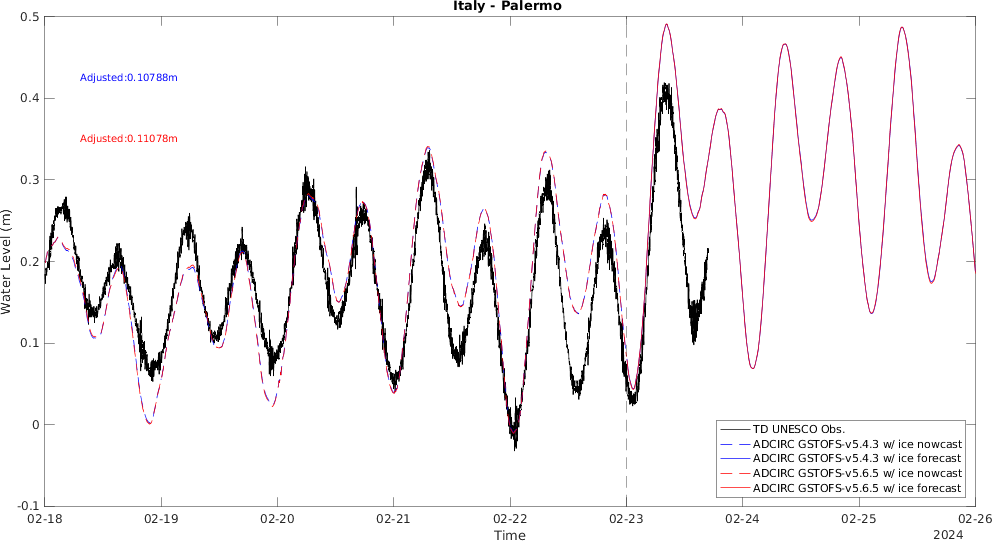 Italy - Palermo
0.5
Adjusted:0.10788m
0.4
Adjusted:0.11078m
0.3
0.2
Water Level (m)
0.1
0
-0.1
TD UNESCO Obs.
ADCIRC GSTOFS-v5.4.3 w/ ice nowcast
ADCIRC GSTOFS-v5.4.3 w/ ice forecast
ADCIRC GSTOFS-v5.6.5 w/ ice nowcast
ADCIRC GSTOFS-v5.6.5 w/ ice forecast
02-18 02-19 02-20 02-21 02-22 02-23 02-24 02-25 02-26
Time
2024